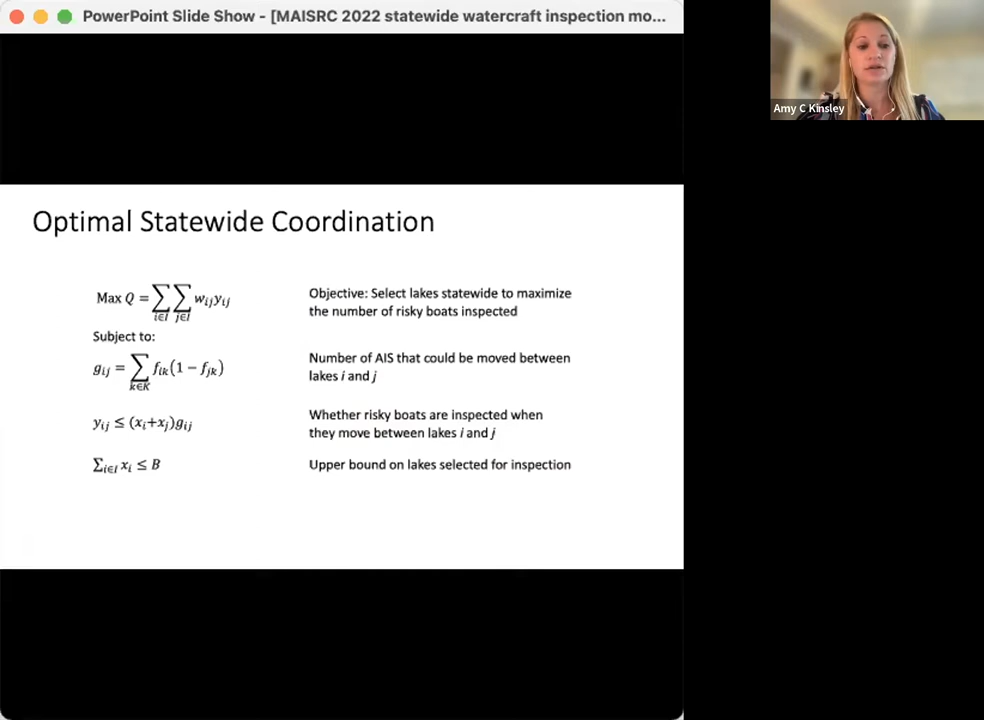 PowerPoint Slide Show - [MAISRC 2022 statewide watercraft inspection mo...
Amy C Kinsley
Optimal Statewide Coordination
Max Q = ∑_{i∈I} ∑_{j∈I} w_{ij}y_{ij}
Objective: Select lakes statewide to maximize
the number of risky boats inspected
Subject to:
g_{ij} = ∑_{k∈K} f_{ik}(1 − f_{jk})
Number of AIS that could be moved between
lakes i and j
y_{ij} ≤ (x_i+x_j)g_{ij}
Whether risky boats are inspected when
they move between lakes i and j
∑_{i∈I} x_i ≤ B
Upper bound on lakes selected for inspection